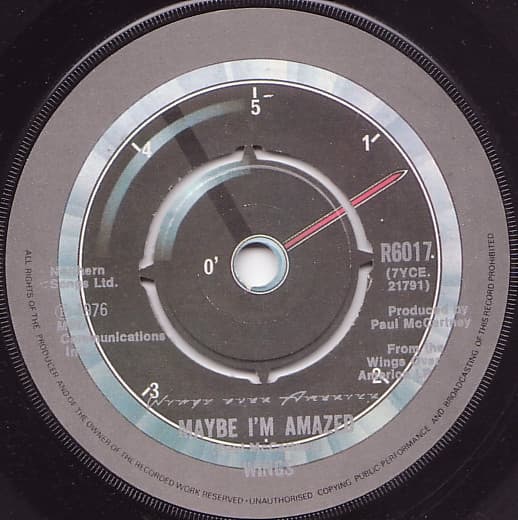 5
4
1
0'
3
2
R6017
(7YCE.
21791)
Northern
Songs Ltd.
1976
Communications
Produced by
Paul McCartney
From the
Wings Over
America
Wings over America
MAYBE I'M AMAZED
WINGS
ALL RIGHTS OF THE PRODUCER AND OF THE OWNER OF THE RECORDED WORK RESERVED · UNAUTHORISED COPYING PUBLIC PERFORMANCE AND BROADCASTING OF THIS RECORD PROHIBITED